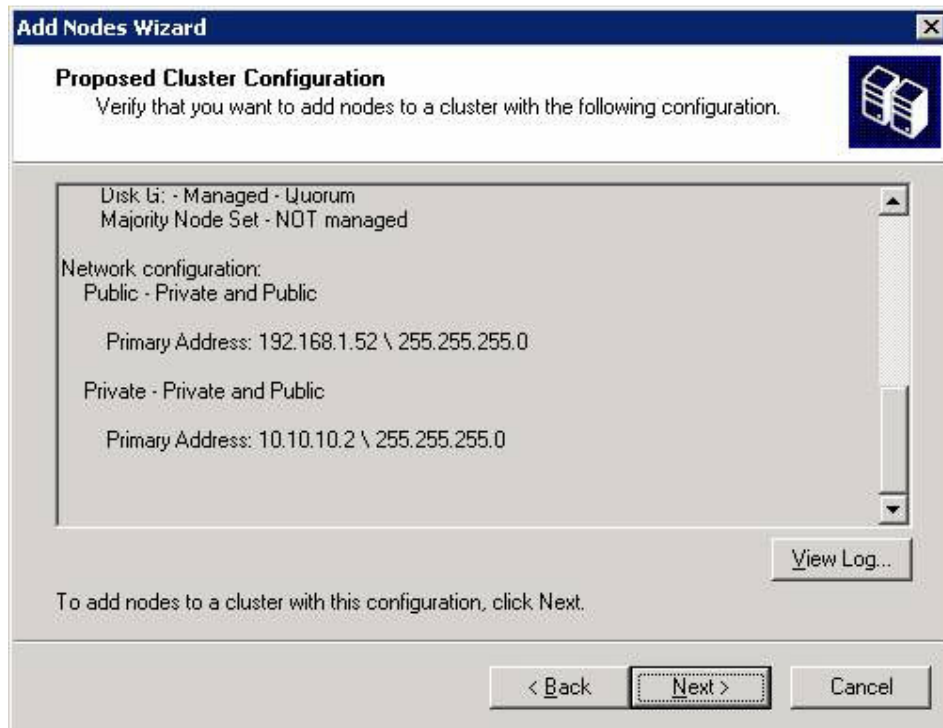 Add Nodes Wizard
Proposed Cluster Configuration
Verify that you want to add nodes to a cluster with the following configuration.
Disk G: - Managed - Quorum
Majority Node Set - NOT managed
Network configuration:
Public - Private and Public
Primary Address: 192.168.1.52 \ 255.255.255.0
Private - Private and Public
Primary Address: 10.10.10.2 \ 255.255.255.0
View Log...
To add nodes to a cluster with this configuration, click Next.
< Back
Next >
Cancel